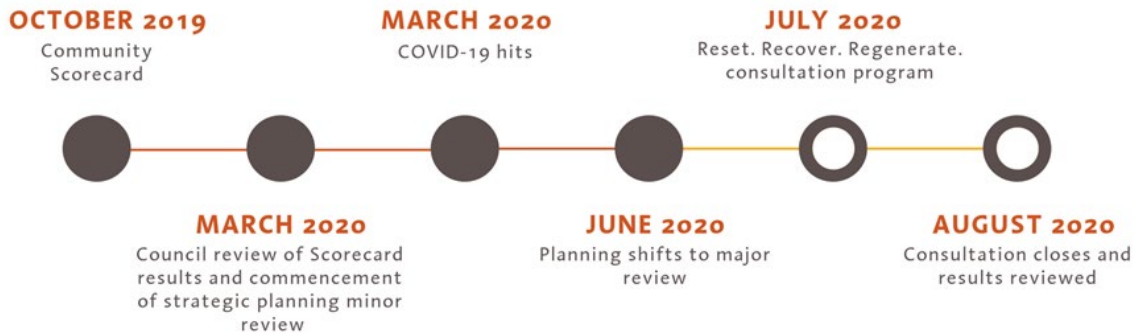 OCTOBER 2019
Community
Scorecard
MARCH 2020
Council review of Scorecard
results and commencement
of strategic planning minor
review
MARCH 2020
COVID-19 hits
JUNE 2020
Planning shifts to major
review
JULY 2020
Reset. Recover. Regenerate.
consultation program
AUGUST 2020
Consultation closes and
results reviewed